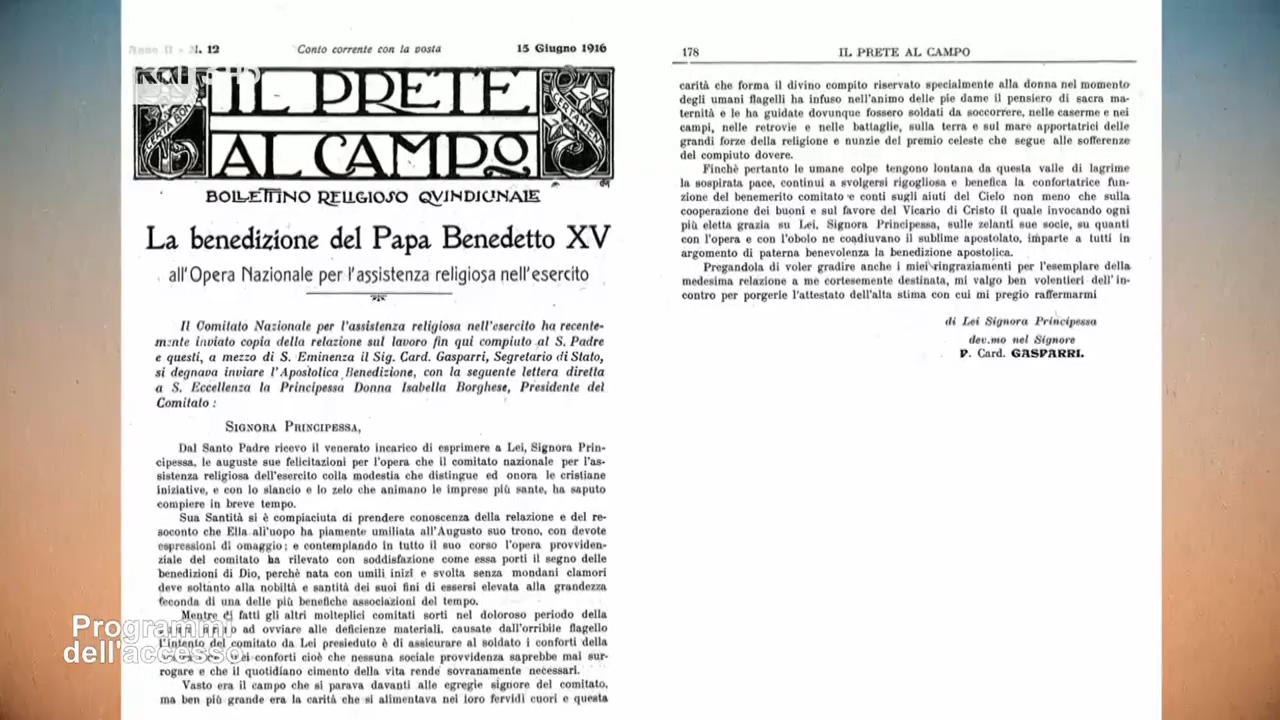 N. 12 Conto corrente con la posta 15 Giugno 1916
IL PRETE
AL CAMPO
CERTA BONUM
CERTAMEN
BOLLETTINO RELIGIOSO QVINDICINALE
La benedizione del Papa Benedetto XV
all'Opera Nazionale per l'assistenza religiosa nell'esercito
Il Comitato Nazionale per l'assistenza religiosa nell'esercito ha recente-
mente inviato copia della relazione sul lavoro fin qui compiuto al S. Padre
e questi, a mezzo di S. Eminenza il Sig. Card. Gasparri, Segretario di Stato,
si degnava inviare l'Apostolica Benedizione, con la seguente lettera diretta
a S. Eccellenza la Principessa Donna Isabella Borghese, Presidente del
Comitato :
SIGNORA PRINCIPESSA,
Dal Santo Padre ricevo il venerato incarico di esprimere a Lei, Signora Prin-
cipessa, le auguste sue felicitazioni per l'opera che il comitato nazionale per l'as-
sistenza religiosa dell'esercito colla modestia che distingue ed onora le cristiane
iniziative, e con lo slancio e lo zelo che animano le imprese più sante, ha saputo
compiere in breve tempo.
Sua Santità si è compiaciuta di prendere conoscenza della relazione e del re-
soconto che Ella all'uopo ha piamente umiliata all'Augusto suo trono, con devote
espressioni di omaggio ; e contemplando in tutto il suo corso l'opera provviden-
ziale del comitato ha rilevato con soddisfazione come essa porti il segno delle
benedizioni di Dio, perchè nata con umili inizi e svolta senza mondani clamori
deve soltanto alla nobiltà e santità dei suoi fini di essersi elevata alla grandezza
feconda di una delle più benefiche associazioni del tempo.
Mentre di fatti gli altri molteplici comitati sorti nel doloroso periodo della
ad ovviare alle deficienze materiali, causate dall'orribile flagello
l'intento del comitato da Lei presieduto è di assicurare al soldato i conforti della
conforti cioè che nessuna sociale provvidenza saprebbe mai sur-
rogare e che il quotidiano cimento della vita rende sovranamente necessari.
Vasto era il campo che si parava davanti alle egregie signore del comitato,
ma ben più grande era la carità che si alimentava nei loro fervidi cuori e questa
Programmi
dell'accesso
178 IL PRETE AL CAMPO
carità che forma il divino compito riservato specialmente alla donna nel momento
degli umani flagelli ha infuso nell'animo delle pie dame il pensiero di sacra ma-
ternità e le ha guidate dovunque fossero soldati da soccorrere, nelle caserme e nei
campi, nelle retrovie e nelle battaglie, sulla terra e sul mare apportatrici delle
grandi forze della religione e nunzie del premio celeste che segue alle sofferenze
del compiuto dovere.
Finchè pertanto le umane colpe tengono lontana da questa valle di lagrime
la sospirata pace, continui a svolgersi rigogliosa e benefica la confortatrice fun-
zione del benemerito comitato e conti sugli aiuti del Cielo non meno che sulla
cooperazione dei buoni e sul favore del Vicario di Cristo il quale invocando ogni
più eletta grazia su Lei, Signora Principessa, sulle zelanti sue socie, su quanti
con l'opera e con l'obolo ne coadiuvano il sublime apostolato, imparte a tutti in
argomento di paterna benevolenza la benedizione apostolica.
Pregandola di voler gradire anche i miei ringraziamenti per l'esemplare della
medesima relazione a me cortesemente destinata, mi valgo ben volentieri dell'in-
contro per porgerle l'attestato dell'alta stima con cui mi pregio raffermarmi
di Lei Signora Principessa
dev.mo nel Signore
P. Card. GASPARRI.